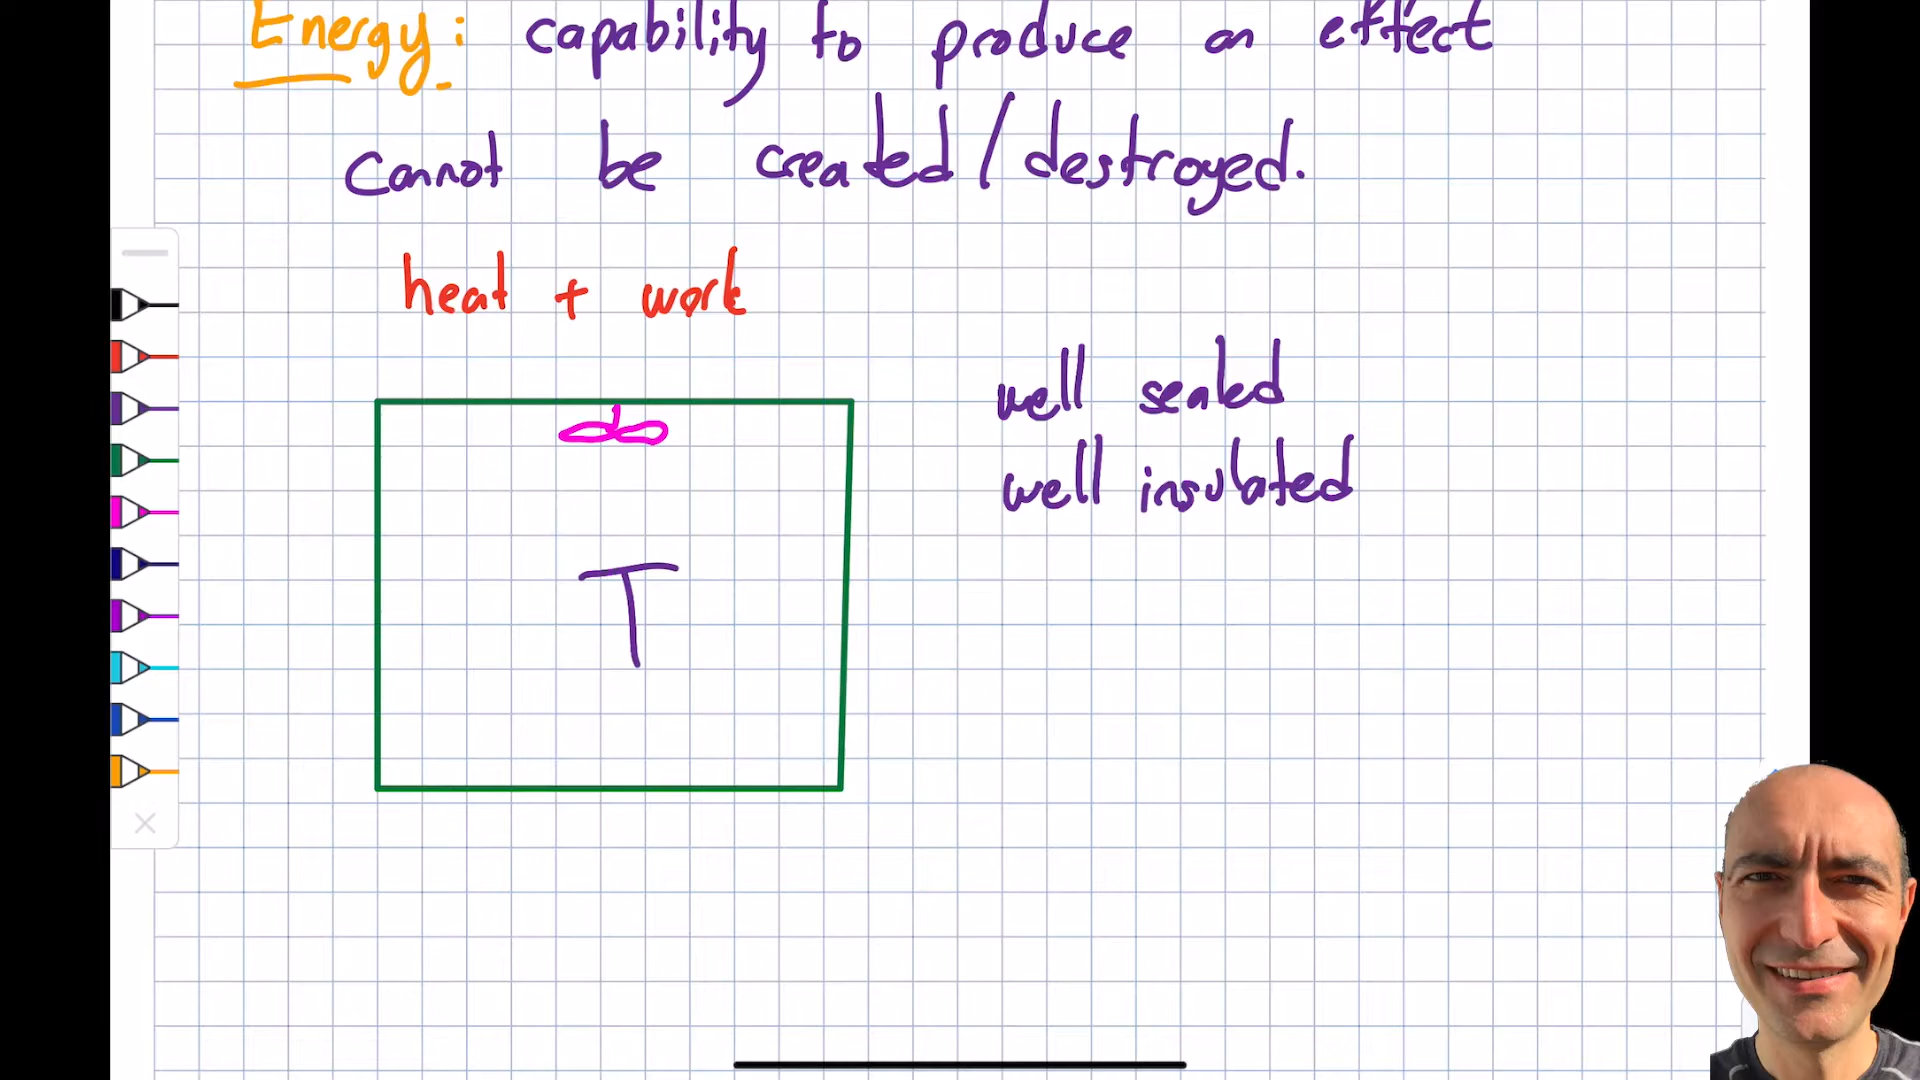 Energy: capability to produce an effect
cannot be created/destroyed.
heat + work
well sealed
well insulated
T